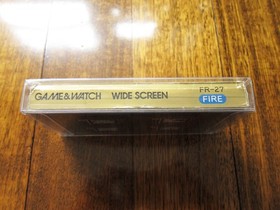 GAME&WATCH WIDE SCREEN FR-27
FIRE